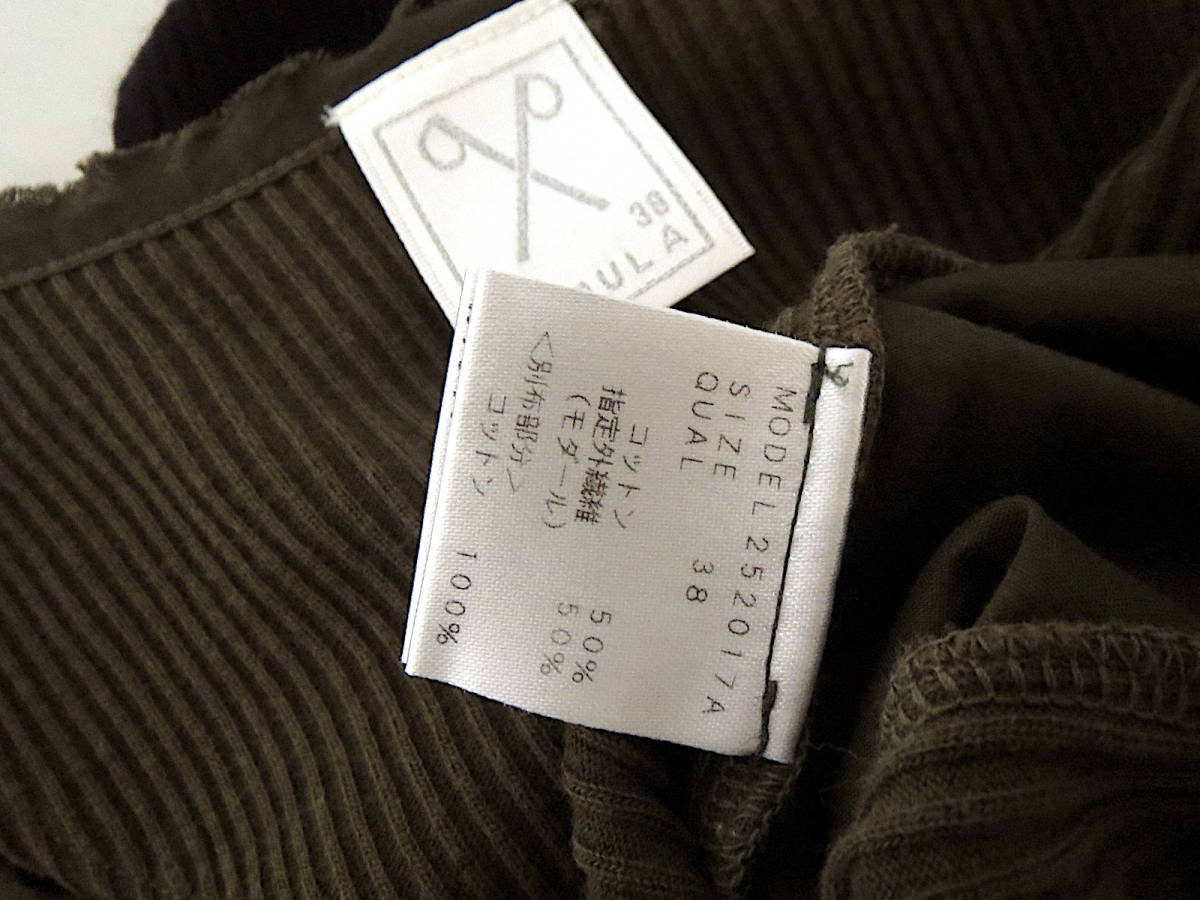 38
MODEL 252017A
SIZE 38
QUAL
コットン 50%
指定外繊維 50%
(モダール)
<別布部分>
コットン 100%